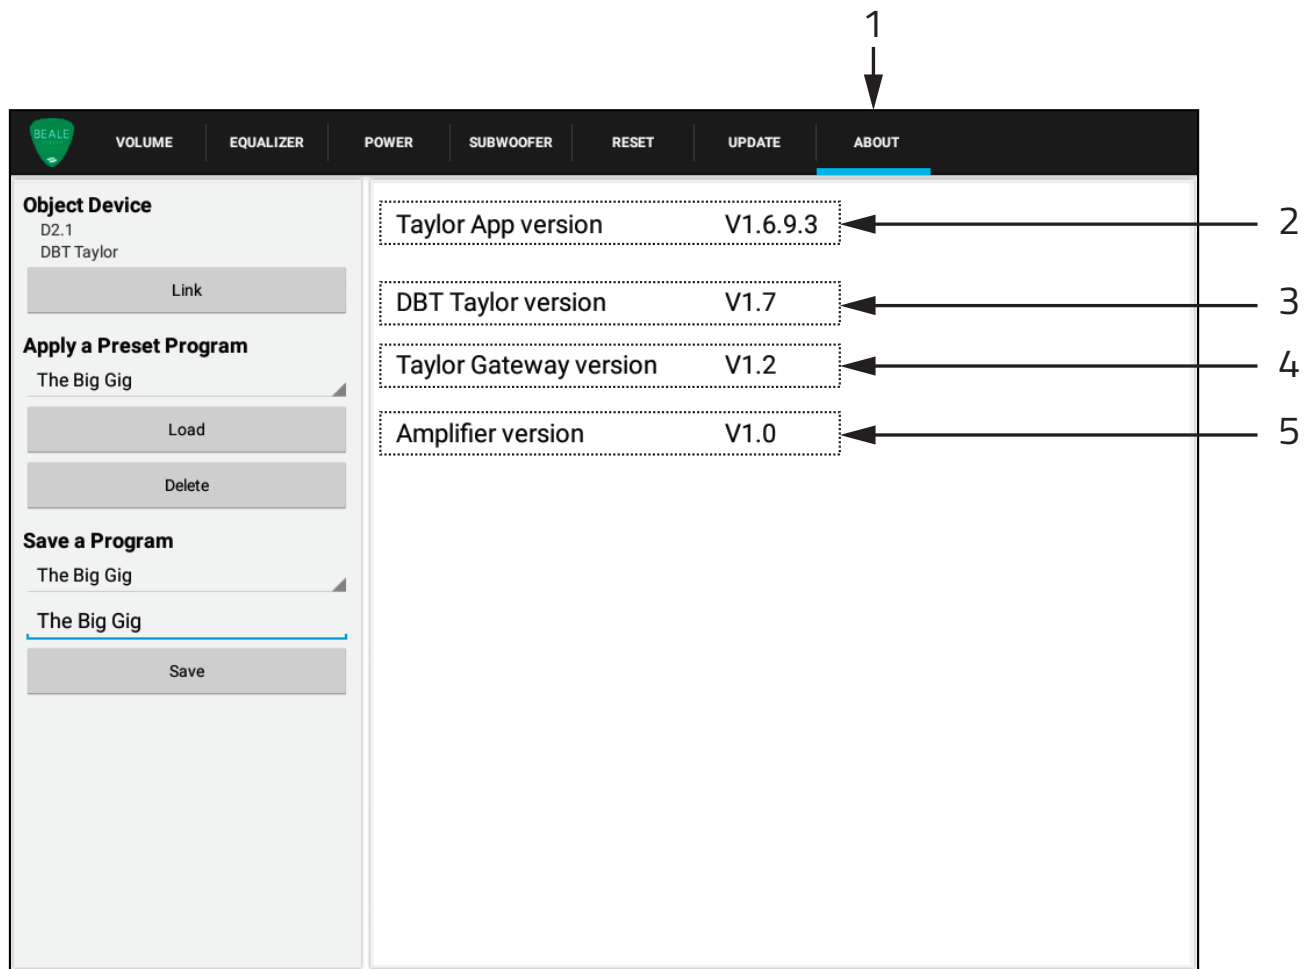 1
BEALE
VOLUME EQUALIZER POWER SUBWOOFER RESET UPDATE ABOUT
Object Device
D2.1
DBT Taylor
Link
Apply a Preset Program
The Big Gig
Load
Delete
Save a Program
The Big Gig
The Big Gig
Save
Taylor App version V1.6.9.3 2
DBT Taylor version V1.7 3
Taylor Gateway version V1.2 4
Amplifier version V1.0 5